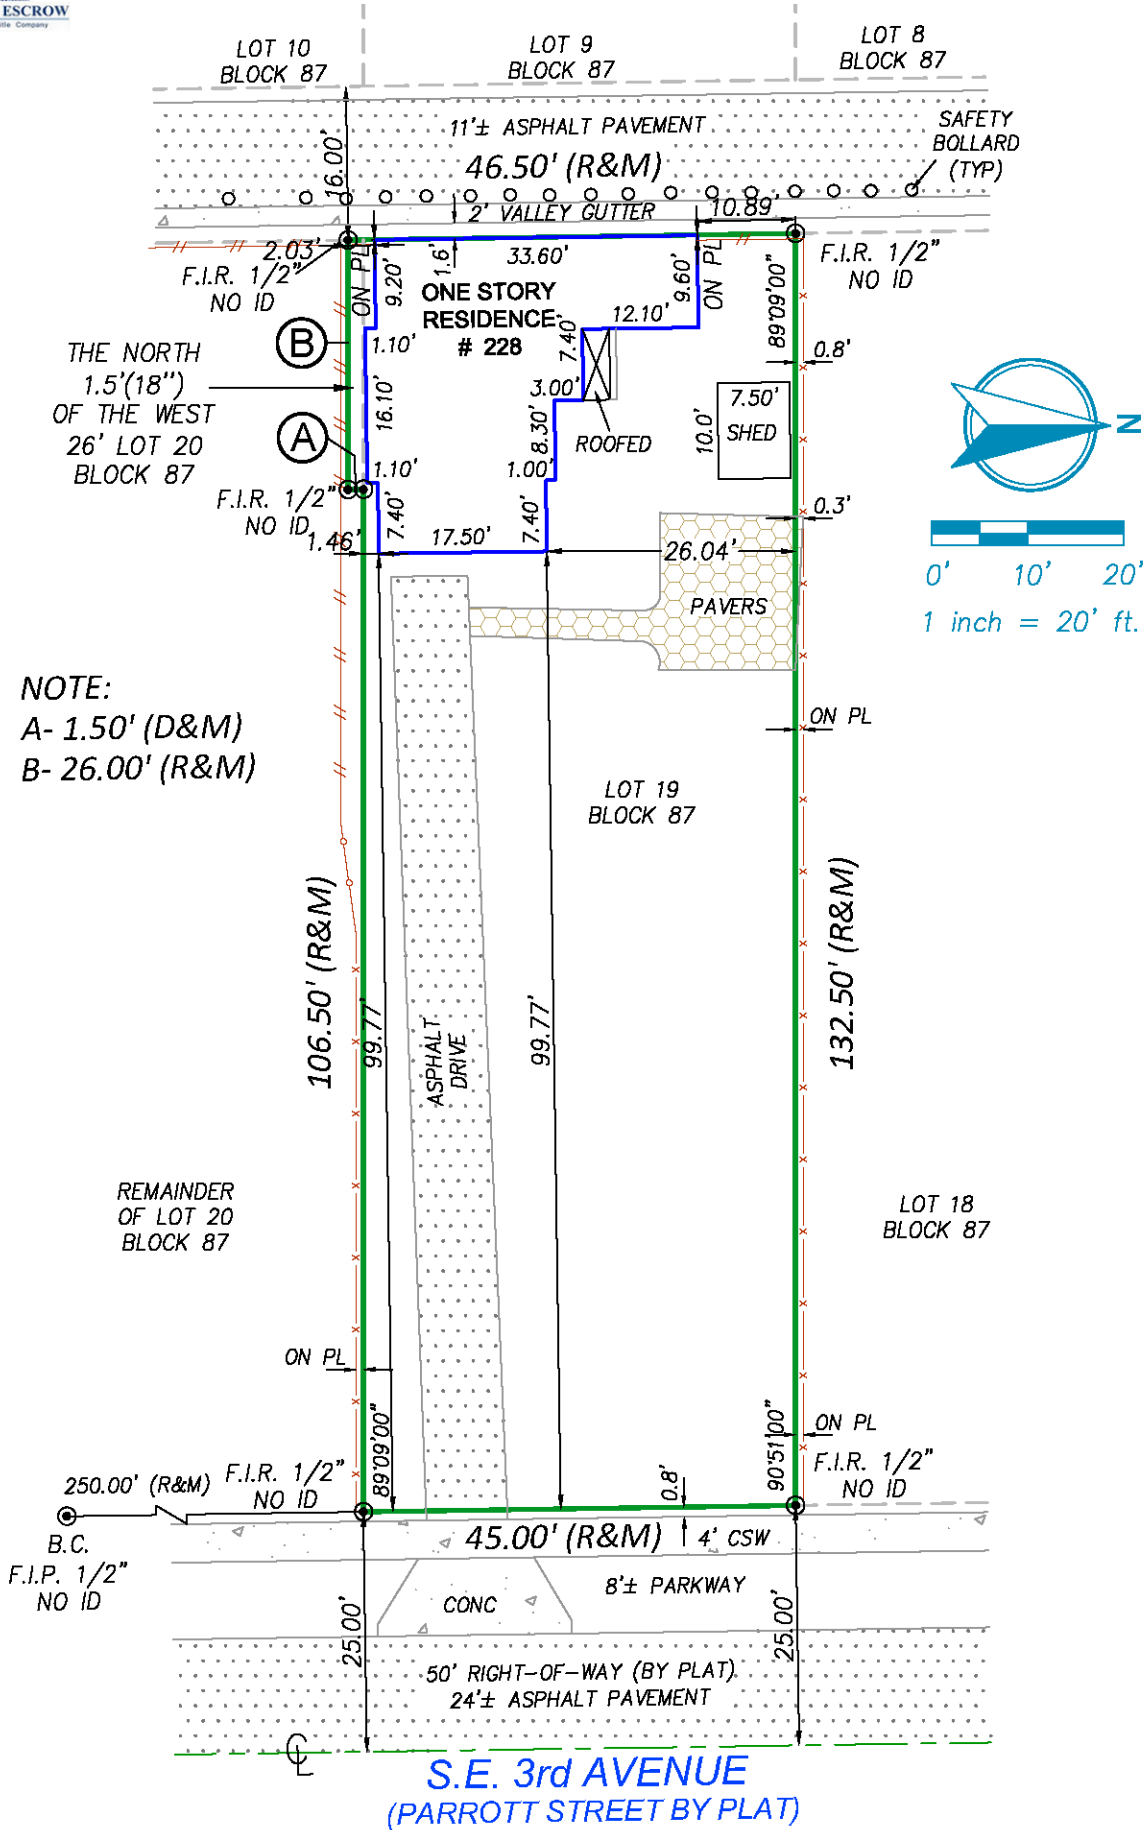 ESCROW
Title Company
LOT 10
BLOCK 87
LOT 9
BLOCK 87
LOT 8
BLOCK 87
11'± ASPHALT PAVEMENT
46.50' (R&M)
SAFETY
BOLLARD
(TYP)
16.00'
2' VALLEY GUTTER
10.89'
2.03'
F.I.R. 1/2"
NO ID
ON PL
9.20'
1.6'
33.60'
9.60'
ON PL
89°09'00"
F.I.R. 1/2"
NO ID
ONE STORY
RESIDENCE
# 228
12.10'
B
1.10'
7.40'
0.8'
THE NORTH
1.5'(18")
OF THE WEST
26' LOT 20
BLOCK 87
16.10'
3.00'
8.30'
ROOFED
10.0'
7.50'
SHED
N
A
1.10'
1.00'
F.I.R. 1/2"
NO ID
7.40'
7.40'
0.3'
1.46'
17.50'
26.04'
0' 10' 20'
1 inch = 20' ft.
PAVERS
NOTE:
A- 1.50' (D&M)
B- 26.00' (R&M)
ON PL
LOT 19
BLOCK 87
106.50' (R&M)
99.77'
ASPHALT
DRIVE
99.77'
132.50' (R&M)
REMAINDER
OF LOT 20
BLOCK 87
LOT 18
BLOCK 87
ON PL
89°09'00"
90°51'00"
ON PL
F.I.R. 1/2"
NO ID
250.00' (R&M)
F.I.R. 1/2"
NO ID
0.8'
B.C.
F.I.P. 1/2"
NO ID
45.00' (R&M)
4' CSW
8'± PARKWAY
CONC
25.00'
25.00'
50' RIGHT-OF-WAY (BY PLAT)
24'± ASPHALT PAVEMENT
CL
S.E. 3rd AVENUE
(PARROTT STREET BY PLAT)